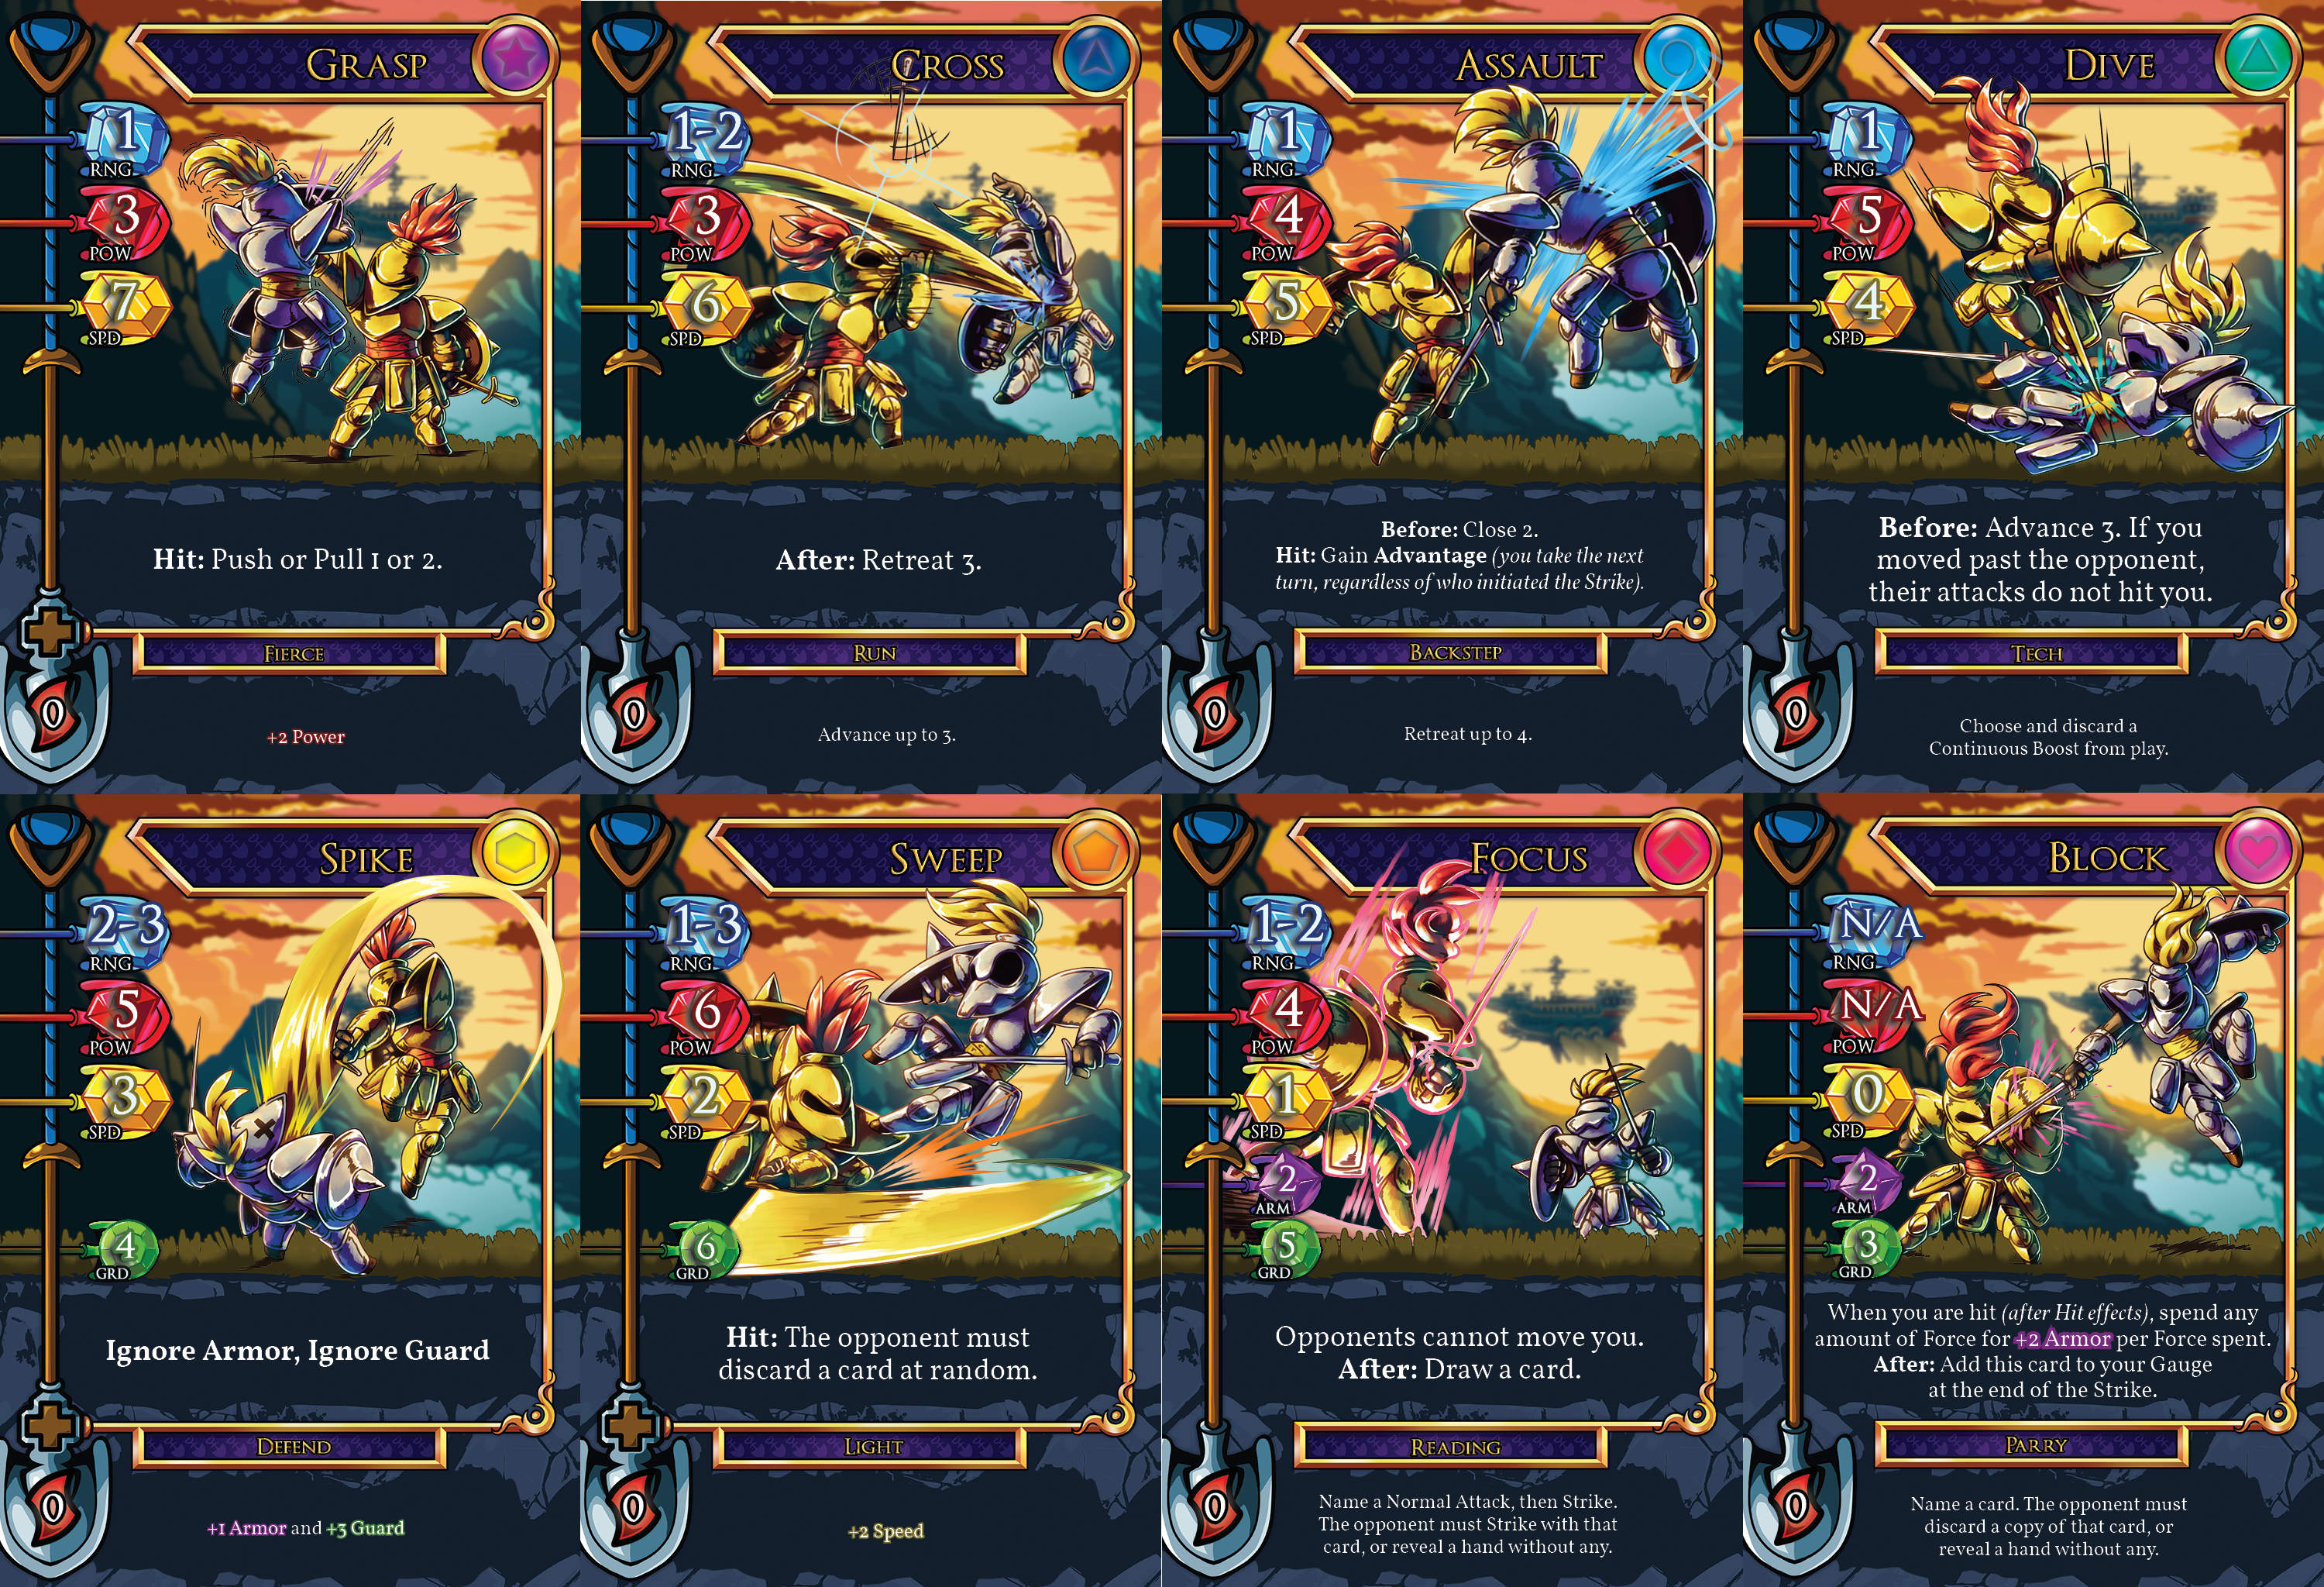 GRASP
1
RNG
3
POW
7
SPD
Hit: Push or Pull 1 or 2.
FIERCE
0
+2 Power
CROSS
1-2
RNG
3
POW
6
SPD
After: Retreat 3.
RUN
0
Advance up to 3.
ASSAULT
1
RNG
4
POW
5
SPD
Before: Close 2.
Hit: Gain Advantage (you take the next
turn, regardless of who initiated the Strike).
BACKSTEP
0
Retreat up to 4.
DIVE
1
RNG
5
POW
4
SPD
Before: Advance 3. If you
moved past the opponent,
their attacks do not hit you.
TECH
0
Choose and discard a
Continuous Boost from play.
SPIKE
2-3
RNG
5
POW
3
SPD
4
GRD
Ignore Armor, Ignore Guard
DEFEND
0
+1 Armor and +3 Guard
SWEEP
1-3
RNG
6
POW
2
SPD
6
GRD
Hit: The opponent must
discard a card at random.
LIGHT
0
+2 Speed
FOCUS
1-2
RNG
4
POW
1
SPD
2
ARM
5
GRD
Opponents cannot move you.
After: Draw a card.
READING
0
Name a Normal Attack, then Strike.
The opponent must Strike with that
card, or reveal a hand without any.
BLOCK
N/A
RNG
N/A
POW
0
SPD
2
ARM
3
GRD
When you are hit (after Hit effects), spend any
amount of Force for +2 Armor per Force spent.
After: Add this card to your Gauge
at the end of the Strike.
PARRY
0
Name a card. The opponent must
discard a copy of that card, or
reveal a hand without any.